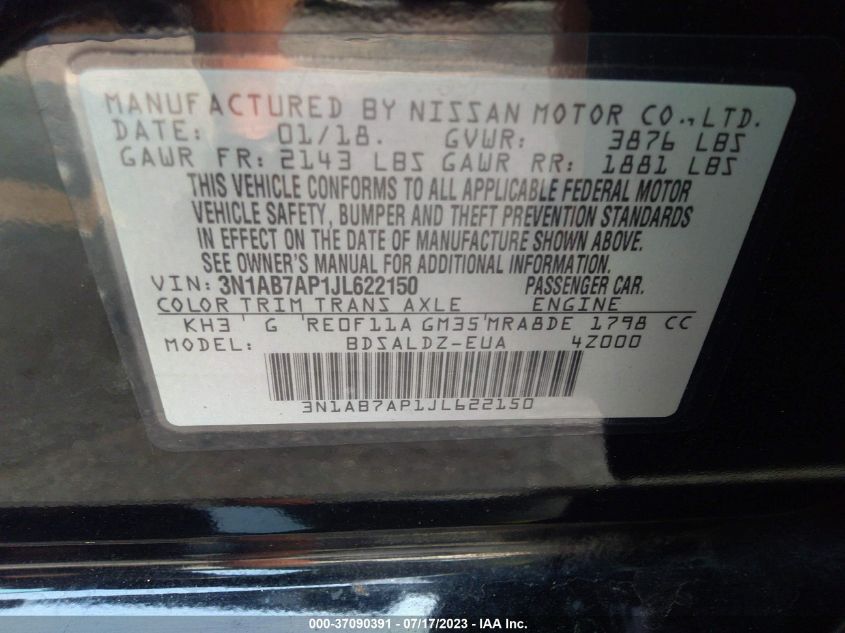 MANUFACTURED BY NISSAN MOTOR CO.,LTD.
DATE: 01/18. GVWR: 3876 LBS
GAWR FR: 2143 LBS GAWR RR: 1881 LBS
THIS VEHICLE CONFORMS TO ALL APPLICABLE FEDERAL MOTOR
VEHICLE SAFETY, BUMPER AND THEFT PREVENTION STANDARDS
IN EFFECT ON THE DATE OF MANUFACTURE SHOWN ABOVE.
SEE OWNER'S MANUAL FOR ADDITIONAL INFORMATION.
VIN: 3N1AB7AP1JL622150 PASSENGER CAR.
COLOR TRIM TRANS AXLE ENGINE
KH3 G RE0F11A GM35 MRA8DE 1798 CC
MODEL: BDSALDZ-EUA 4Z000
3N1AB7AP1JL622150
000-37090391 - 07/17/2023 - IAA Inc.